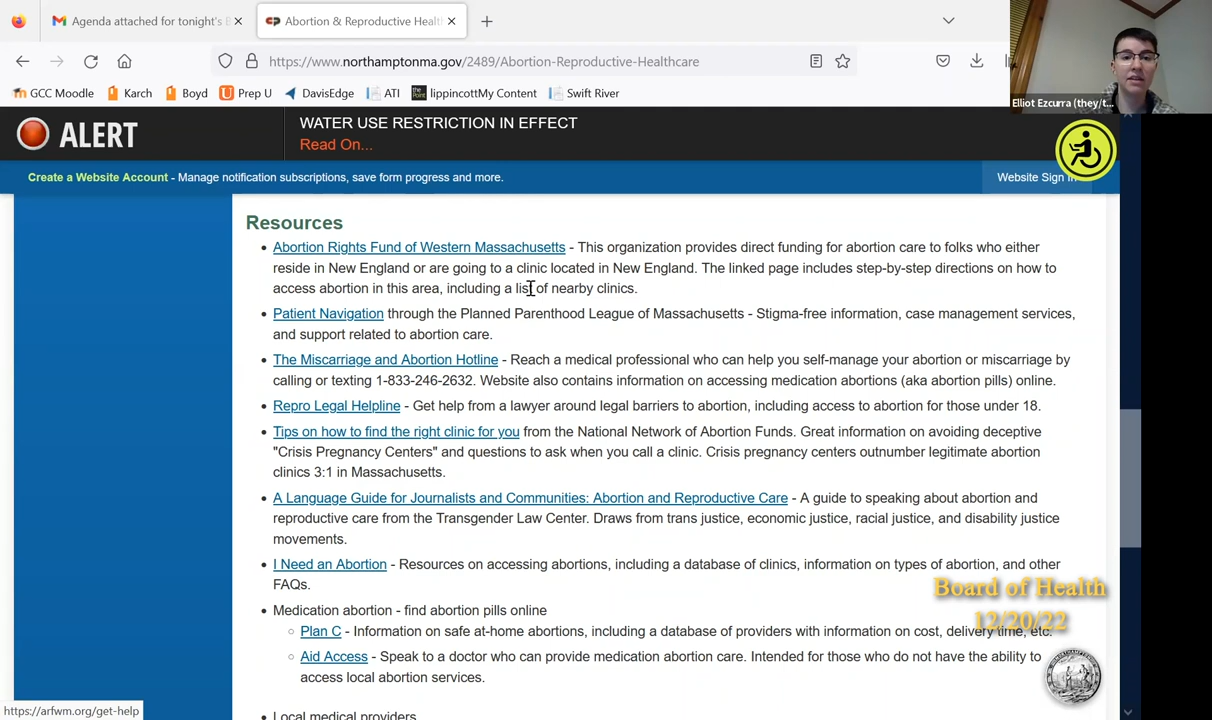 Agenda attached for tonight's B
Abortion & Reproductive Healt
https://www.northamptonma.gov/2489/Abortion-Reproductive-Healthcare
GCC Moodle Karch Boyd Prep U DavisEdge ATI lippincottMy Content Swift River
Elliot Ezcurra (they/t...
ALERT
WATER USE RESTRICTION IN EFFECT
Read On...
Create a Website Account - Manage notification subscriptions, save form progress and more.
Website Sign In
Resources
• Abortion Rights Fund of Western Massachusetts - This organization provides direct funding for abortion care to folks who either
reside in New England or are going to a clinic located in New England. The linked page includes step-by-step directions on how to
access abortion in this area, including a list of nearby clinics.
• Patient Navigation through the Planned Parenthood League of Massachusetts - Stigma-free information, case management services,
and support related to abortion care.
• The Miscarriage and Abortion Hotline - Reach a medical professional who can help you self-manage your abortion or miscarriage by
calling or texting 1-833-246-2632. Website also contains information on accessing medication abortions (aka abortion pills) online.
• Repro Legal Helpline - Get help from a lawyer around legal barriers to abortion, including access to abortion for those under 18.
• Tips on how to find the right clinic for you from the National Network of Abortion Funds. Great information on avoiding deceptive
"Crisis Pregnancy Centers" and questions to ask when you call a clinic. Crisis pregnancy centers outnumber legitimate abortion
clinics 3:1 in Massachusetts.
• A Language Guide for Journalists and Communities: Abortion and Reproductive Care - A guide to speaking about abortion and
reproductive care from the Transgender Law Center. Draws from trans justice, economic justice, racial justice, and disability justice
movements.
• I Need an Abortion - Resources on accessing abortions, including a database of clinics, information on types of abortion, and other
FAQs.
• Medication abortion - find abortion pills online
○ Plan C - Information on safe at-home abortions, including a database of providers with information on cost, delivery time, etc.
○ Aid Access - Speak to a doctor who can provide medication abortion care. Intended for those who do not have the ability to
access local abortion services.
• Local medical providers
Board of Health
12/20/22
https://arfwm.org/get-help